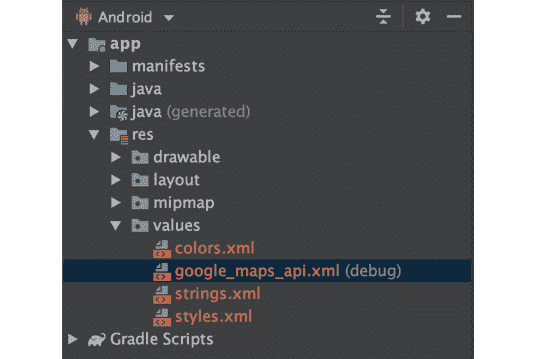 Android
app
manifests
java
java (generated)
res
drawable
layout
mipmap
values
colors.xml
google_maps_api.xml (debug)
strings.xml
styles.xml
Gradle Scripts